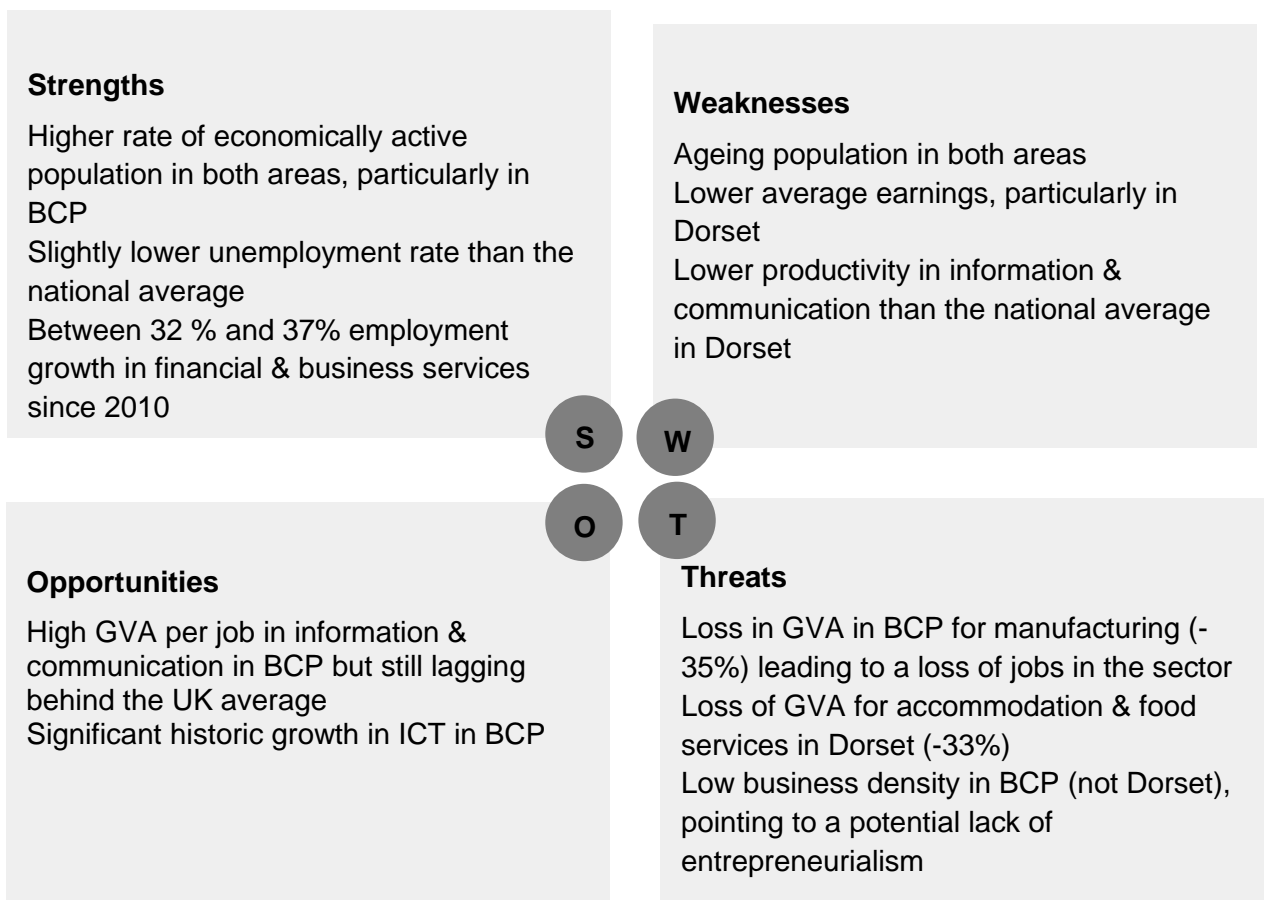 Strengths
Higher rate of economically active
population in both areas, particularly in
BCP
Slightly lower unemployment rate than the
national average
Between 32 % and 37% employment
growth in financial & business services
since 2010
Weaknesses
Ageing population in both areas
Lower average earnings, particularly in
Dorset
Lower productivity in information &
communication than the national average
in Dorset
S
W
O
T
Opportunities
High GVA per job in information &
communication in BCP but still lagging
behind the UK average
Significant historic growth in ICT in BCP
Threats
Loss in GVA in BCP for manufacturing (-
35%) leading to a loss of jobs in the sector
Loss of GVA for accommodation & food
services in Dorset (-33%)
Low business density in BCP (not Dorset),
pointing to a potential lack of
entrepreneurialism